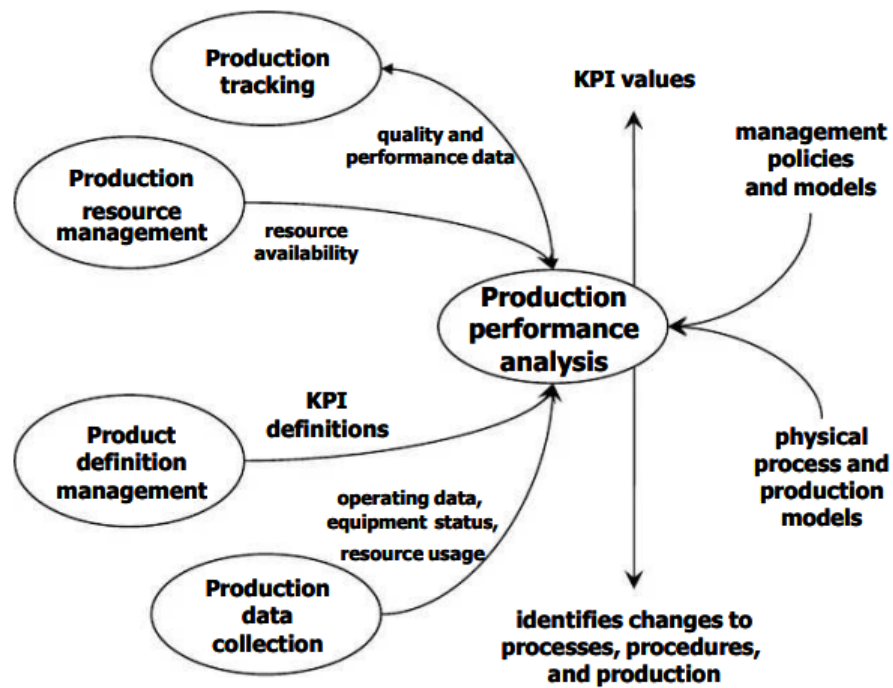 Production
tracking
KPI values
quality and
performance data
management
policies
and models
Production
resource
management
resource
availability
Production
performance
analysis
KPI
definitions
Product
definition
management
physical
process and
production
models
operating data,
equipment status,
resource usage
Production
data
collection
identifies changes to
processes, procedures,
and production